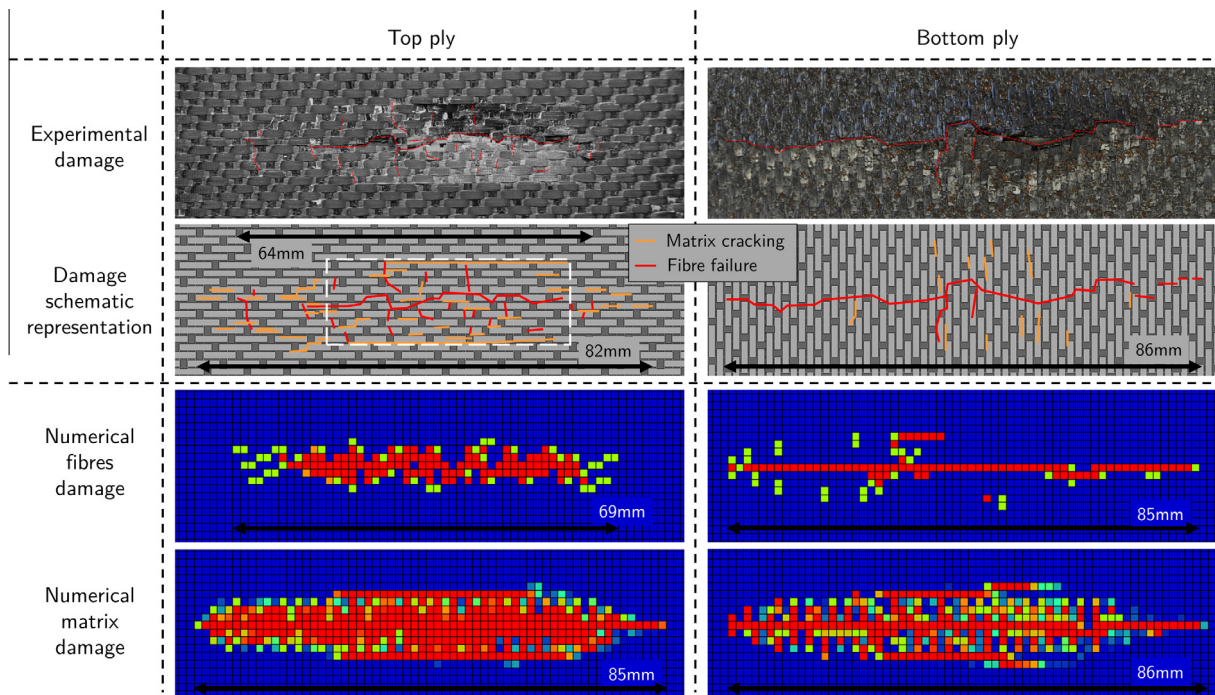 Top ply
Bottom ply
Experimental
damage
Damage
schematic
representation
64mm
82mm
Matrix cracking
Fibre failure
86mm
Numerical
fibres
damage
69mm
85mm
Numerical
matrix
damage
85mm
86mm